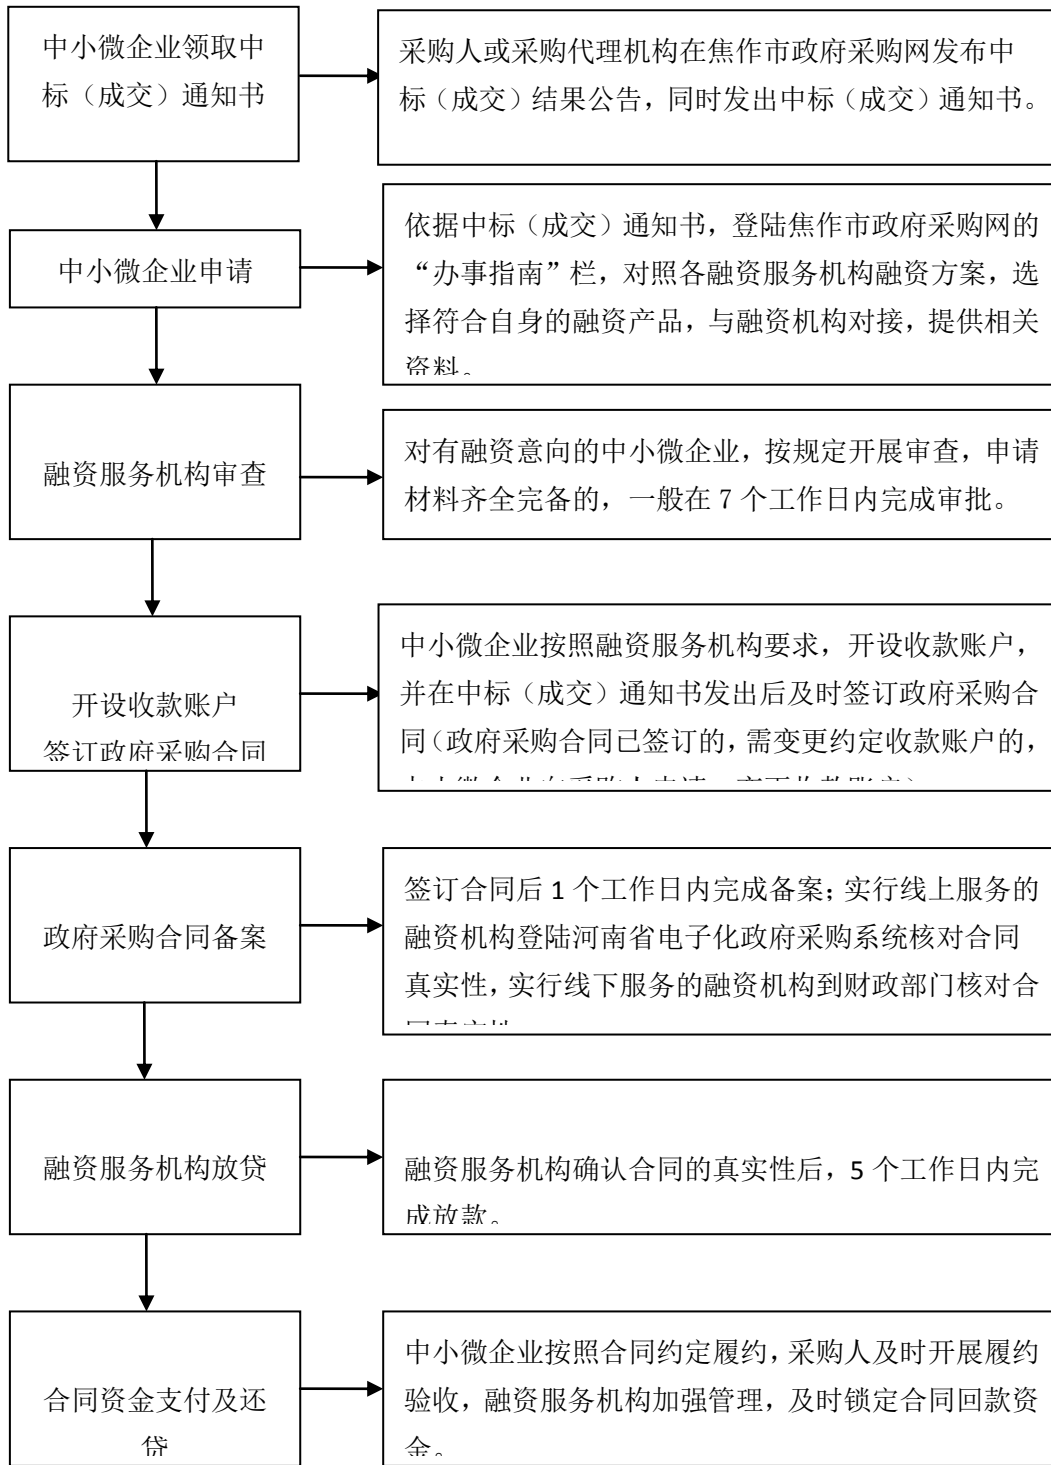 中小微企业领取中
标（成交）通知书
采购人或采购代理机构在焦作市政府采购网发布中
标（成交）结果公告，同时发出中标（成交）通知书。
中小微企业申请
依据中标（成交）通知书，登陆焦作市政府采购网的
“办事指南”栏，对照各融资服务机构融资方案，选
择符合自身的融资产品，与融资机构对接，提供相关
资料。
融资服务机构审查
对有融资意向的中小微企业，按规定开展审查，申请
材料齐全完备的，一般在 7 个工作日内完成审批。
开设收款账户
签订政府采购合同
中小微企业按照融资服务机构要求，开设收款账户，
并在中标（成交）通知书发出后及时签订政府采购合
同（政府采购合同已签订的，需变更约定收款账户的，
中小微企业向采购人申请，变更收款账户）
政府采购合同备案
签订合同后 1 个工作日内完成备案；实行线上服务的
融资机构登陆河南省电子化政府采购系统核对合同
真实性，实行线下服务的融资机构到财政部门核对合
同真实性
融资服务机构放贷
融资服务机构确认合同的真实性后，5 个工作日内完
成放款。
合同资金支付及还
贷
中小微企业按照合同约定履约，采购人及时开展履约
验收，融资服务机构加强管理，及时锁定合同回款资
金。